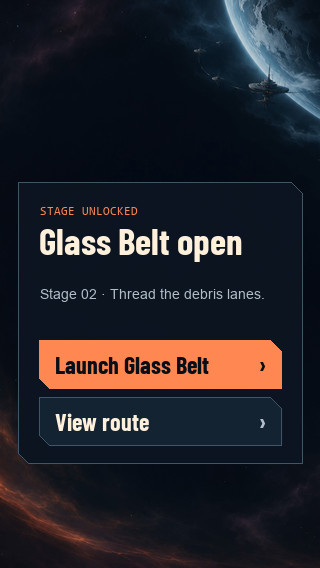 STAGE UNLOCKED
Glass Belt open
Stage 02 · Thread the debris lanes.
Launch Glass Belt ›
View route ›